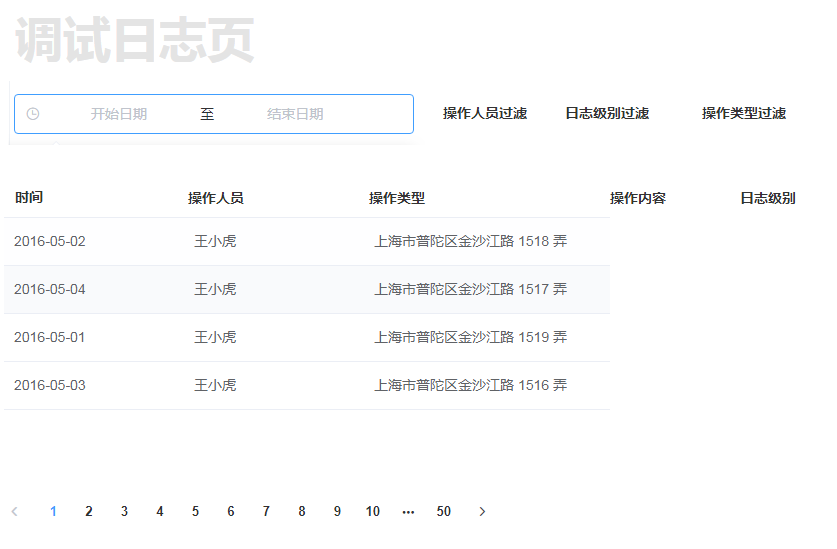 调试日志页
开始日期 至 结束日期 操作人员过滤 日志级别过滤 操作类型过滤
时间 操作人员 操作类型 操作内容 日志级别
2016-05-02 王小虎 上海市普陀区金沙江路 1518 弄
2016-05-04 王小虎 上海市普陀区金沙江路 1517 弄
2016-05-01 王小虎 上海市普陀区金沙江路 1519 弄
2016-05-03 王小虎 上海市普陀区金沙江路 1516 弄
1 2 3 4 5 6 7 8 9 10 ••• 50